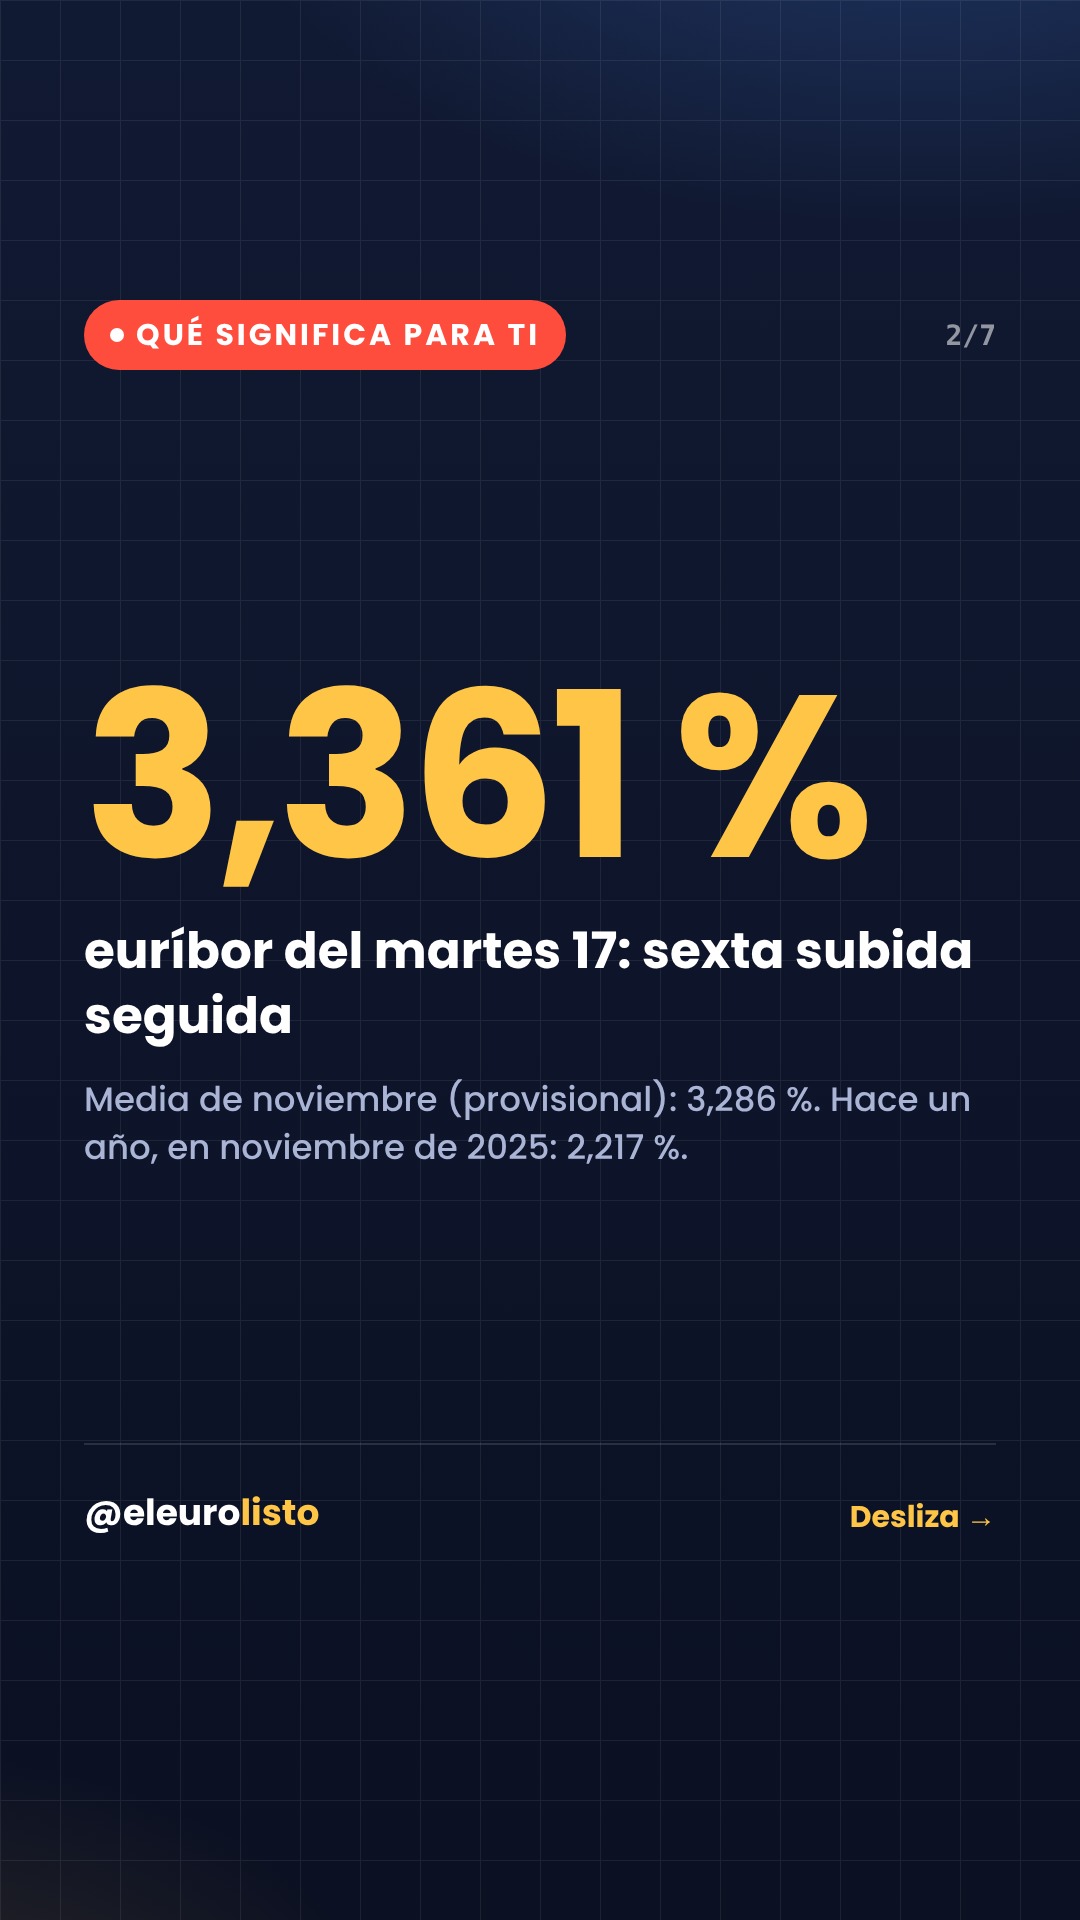 QUÉ SIGNIFICA PARA TI
2/7
3,361 %
euríbor del martes 17: sexta subida
seguida
Media de noviembre (provisional): 3,286 %. Hace un
año, en noviembre de 2025: 2,217 %.
@eleurolisto
Desliza →